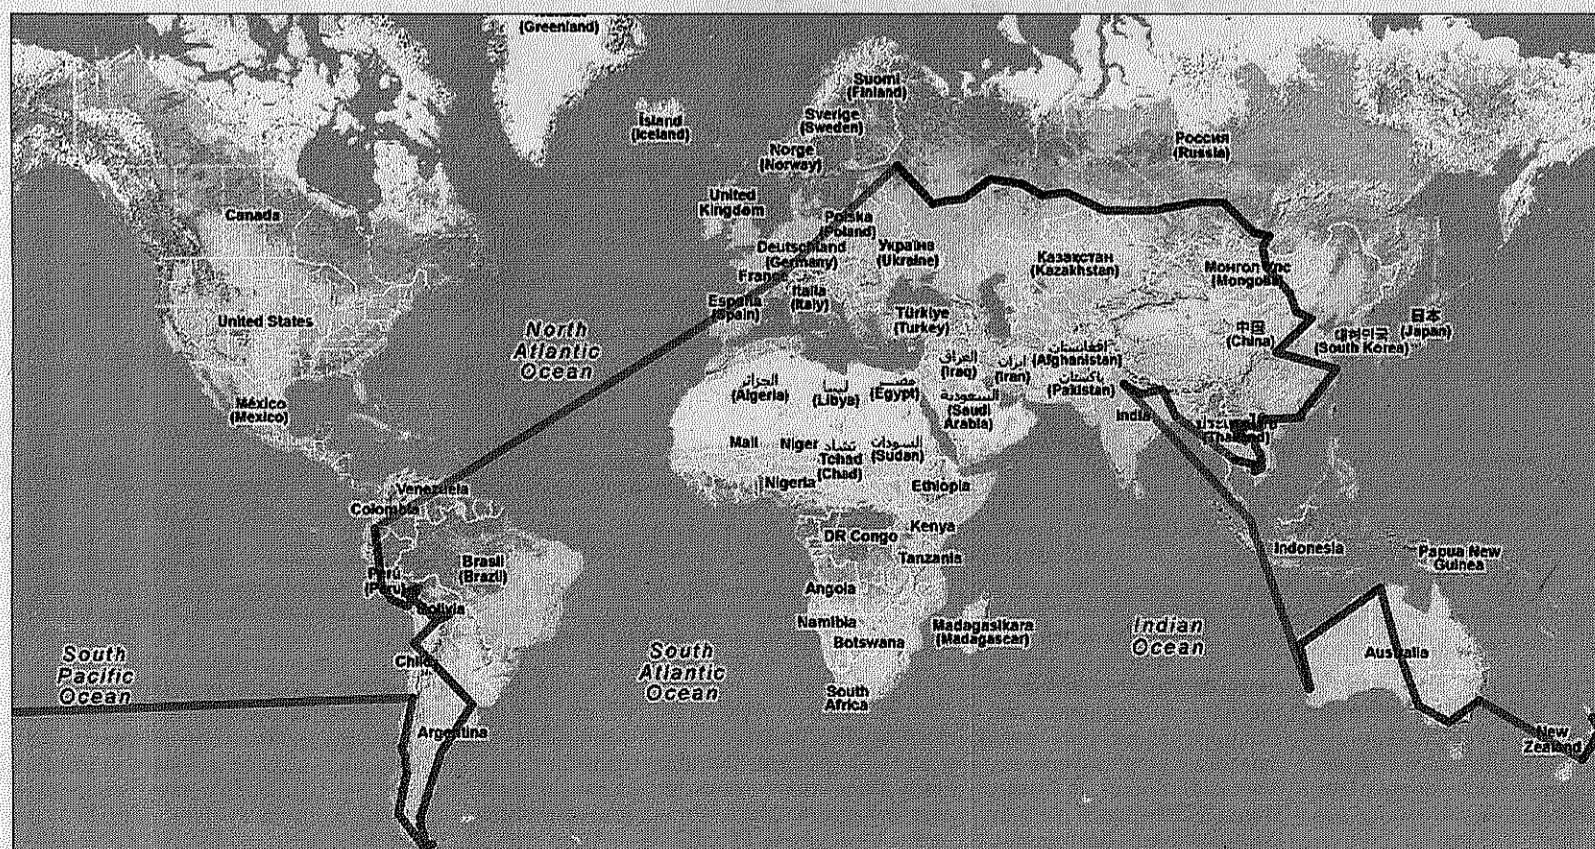 (Greenland)
Suomi
(Finland)
Ísland
(Iceland)
Sverige
(Sweden)
Norge
(Norway)
Россия
(Russia)
Canada
United
Kingdom
Polska
(Poland)
Deutschland
(Germany)
Україна
(Ukraine)
Казахстан
(Kazakhstan)
Монгол
France
España
(Spain)
Italia
(Italy)
United States
North
Atlantic
Ocean
Türkiye
(Turkey)
中国
(China)
대한민국
(South Korea)
日本
(Japan)
العراق
(Iraq)
ایران
(Iran)
افغانستان
(Afghanistan)
پاکستان
(Pakistan)
México
(Mexico)
الجزائر
(Algeria)
ليبيا
(Libya)
مصر
(Egypt)
السعودية
(Saudi
Arabia)
India
(Thailand)
Mali
Niger
تشاد
Tchad
(Chad)
السودان
(Sudan)
Venezuela
Colombia
Nigeria
Ethiopia
DR Congo
Kenya
Tanzania
Indonesia
Papua New
Guinea
Perú
(Peru)
Brasil
(Brazil)
Bolivia
Angola
Namibia
Botswana
Madagasikara
(Madagascar)
Indian
Ocean
South
Pacific
Ocean
Chile
South
Atlantic
Ocean
Australia
South
Africa
Argentina
New
Zealand